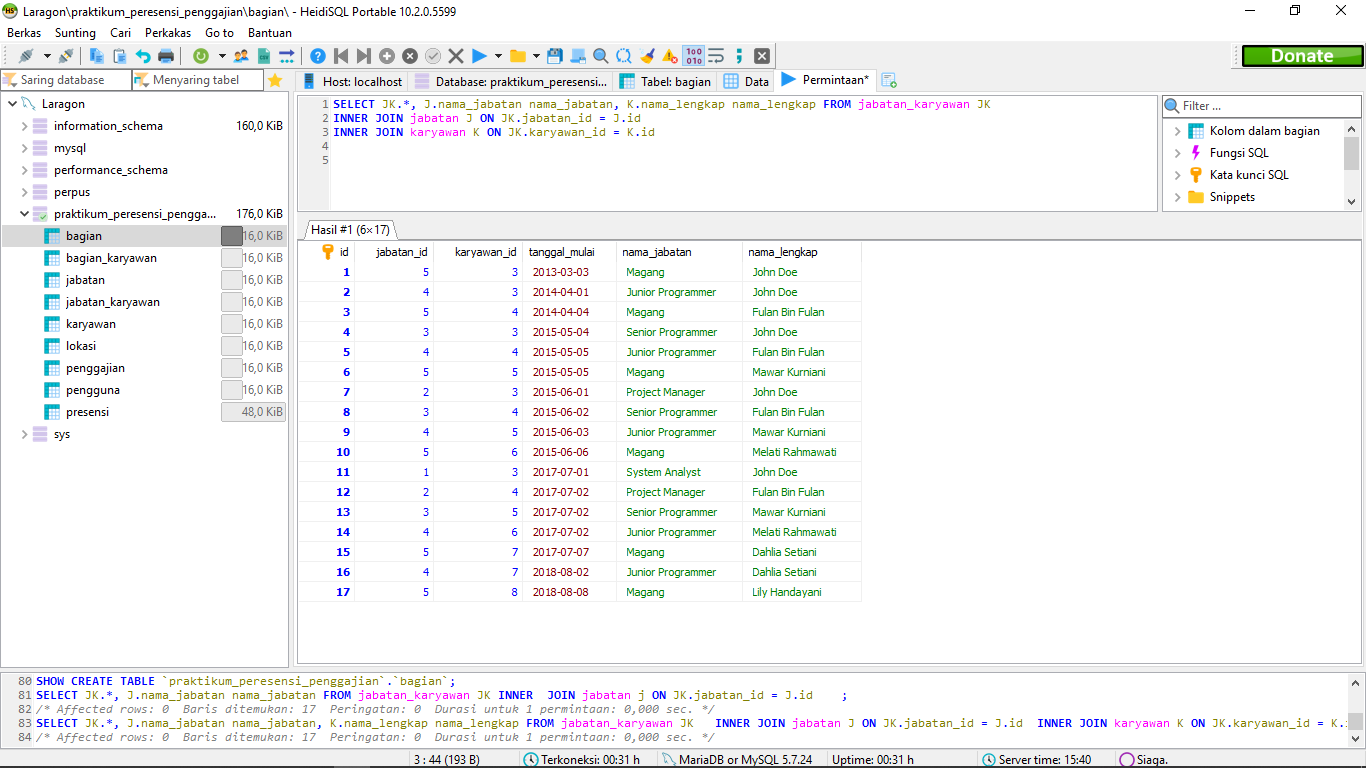 Laragon\praktikum_peresensi_penggajian\bagian\ - HeidiSQL Portable 10.2.0.5599
Berkas Sunting Cari Perkakas Go to Bantuan
Donate
Saring database Menyaring tabel
Host: localhost Database: praktikum_peresensi... Tabel: bagian Data Permintaan*
Laragon
information_schema 160,0 KiB
mysql
performance_schema
perpus
praktikum_peresensi_pengga... 176,0 KiB
bagian 16,0 KiB
bagian_karyawan 16,0 KiB
jabatan 16,0 KiB
jabatan_karyawan 16,0 KiB
karyawan 16,0 KiB
lokasi 16,0 KiB
penggajian 16,0 KiB
pengguna 16,0 KiB
presensi 48,0 KiB
sys
1 SELECT JK.*, J.nama_jabatan nama_jabatan, K.nama_lengkap nama_lengkap FROM jabatan_karyawan JK
2 INNER JOIN jabatan J ON JK.jabatan_id = J.id
3 INNER JOIN karyawan K ON JK.karyawan_id = K.id
4
5
Filter ...
Kolom dalam bagian
Fungsi SQL
Kata kunci SQL
Snippets
Hasil #1 (6×17)
id jabatan_id karyawan_id tanggal_mulai nama_jabatan nama_lengkap
1 5 3 2013-03-03 Magang John Doe
2 4 3 2014-04-01 Junior Programmer John Doe
3 5 4 2014-04-04 Magang Fulan Bin Fulan
4 3 3 2015-05-04 Senior Programmer John Doe
5 4 4 2015-05-05 Junior Programmer Fulan Bin Fulan
6 5 5 2015-05-05 Magang Mawar Kurniani
7 2 3 2015-06-01 Project Manager John Doe
8 3 4 2015-06-02 Senior Programmer Fulan Bin Fulan
9 4 5 2015-06-03 Junior Programmer Mawar Kurniani
10 5 6 2015-06-06 Magang Melati Rahmawati
11 1 3 2017-07-01 System Analyst John Doe
12 2 4 2017-07-02 Project Manager Fulan Bin Fulan
13 3 5 2017-07-02 Senior Programmer Mawar Kurniani
14 4 6 2017-07-02 Junior Programmer Melati Rahmawati
15 5 7 2017-07-07 Magang Dahlia Setiani
16 4 7 2018-08-02 Junior Programmer Dahlia Setiani
17 5 8 2018-08-08 Magang Lily Handayani
80 SHOW CREATE TABLE `praktikum_peresensi_penggajian`.`bagian`;
81 SELECT JK.*, J.nama_jabatan nama_jabatan FROM jabatan_karyawan JK INNER  JOIN jabatan j ON JK.jabatan_id = J.id    ;
82 /* Affected rows: 0  Baris ditemukan: 17  Peringatan: 0  Durasi untuk 1 permintaan: 0,000 sec. */
83 SELECT JK.*, J.nama_jabatan nama_jabatan, K.nama_lengkap nama_lengkap FROM jabatan_karyawan JK   INNER JOIN jabatan J ON JK.jabatan_id = J.id  INNER JOIN karyawan K ON JK.karyawan_id = K.
84 /* Affected rows: 0  Baris ditemukan: 17  Peringatan: 0  Durasi untuk 1 permintaan: 0,000 sec. */
3 : 44 (193 B) Terkoneksi: 00:31 h MariaDB or MySQL 5.7.24 Uptime: 00:31 h Server time: 15:40 Siaga.